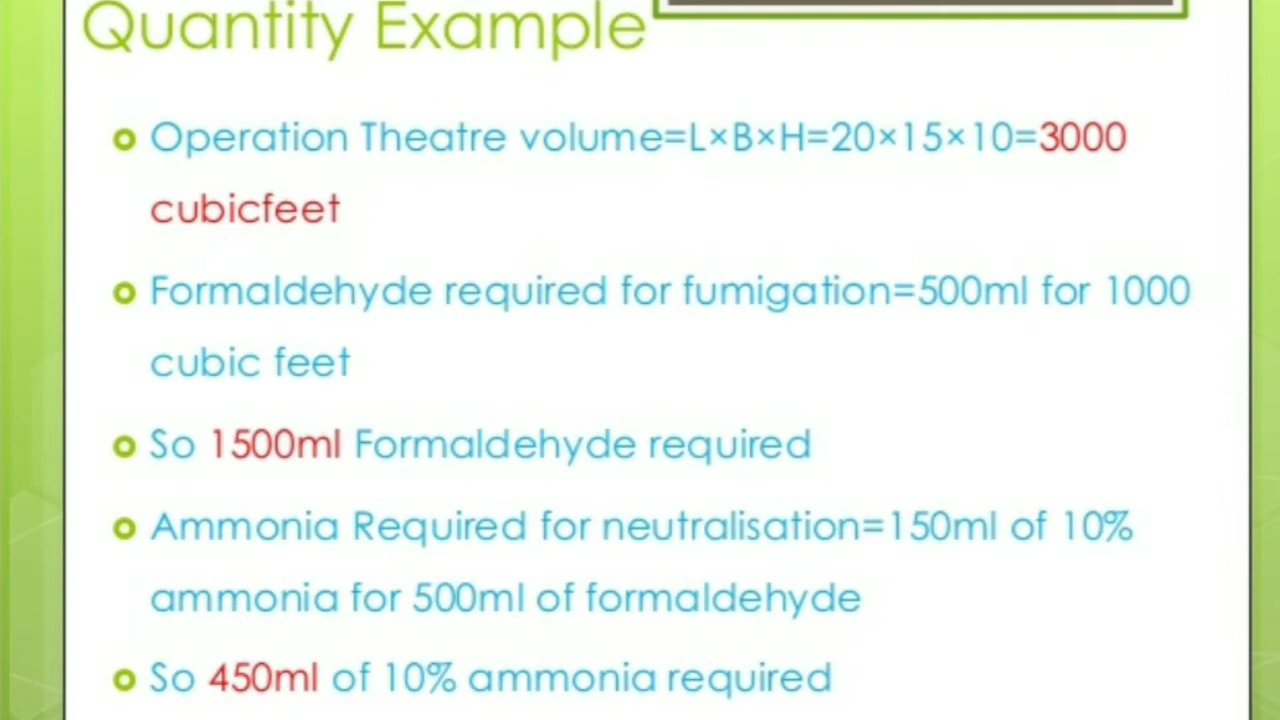 Quantity Example
Operation Theatre volume=L×B×H=20×15×10=3000
cubicfeet
Formaldehyde required for fumigation=500ml for 1000
cubic feet
So 1500ml Formaldehyde required
Ammonia Required for neutralisation=150ml of 10%
ammonia for 500ml of formaldehyde
So 450ml of 10% ammonia required